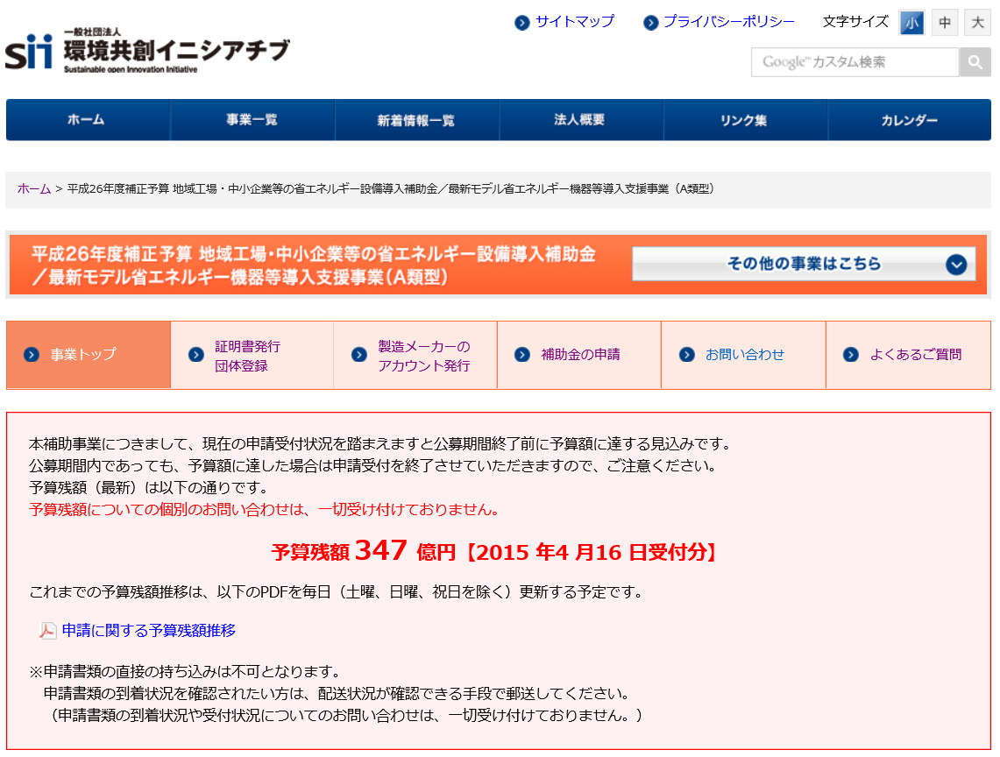 サイトマップ プライバシーポリシー 文字サイズ 小 中 大
sii 一般社団法人
環境共創イニシアチブ
Sustainable open Innovation Initiative
Google™ カスタム検索
ホーム 事業一覧 新着情報一覧 法人概要 リンク集 カレンダー
ホーム > 平成26年度補正予算 地域工場・中小企業等の省エネルギー設備導入補助金／最新モデル省エネルギー機器等導入支援事業（A類型）
平成26年度補正予算 地域工場・中小企業等の省エネルギー設備導入補助金
／最新モデル省エネルギー機器等導入支援事業（A類型）
その他の事業はこちら
事業トップ
証明書発行
団体登録
製造メーカーの
アカウント発行
補助金の申請
お問い合わせ
よくあるご質問
本補助事業につきまして、現在の申請受付状況を踏まえますと公募期間終了前に予算額に達する見込みです。
公募期間内であっても、予算額に達した場合は申請受付を終了させていただきますので、ご注意ください。
予算残額（最新）は以下の通りです。
予算残額についての個別のお問い合わせは、一切受け付けておりません。
予算残額 347 億円【2015 年4 月16 日受付分】
これまでの予算残額推移は、以下のPDFを毎日（土曜、日曜、祝日を除く）更新する予定です。
申請に関する予算残額推移
※申請書類の直接の持ち込みは不可となります。
申請書類の到着状況を確認されたい方は、配送状況が確認できる手段で郵送してください。
（申請書類の到着状況や受付状況についてのお問い合わせは、一切受け付けておりません。）